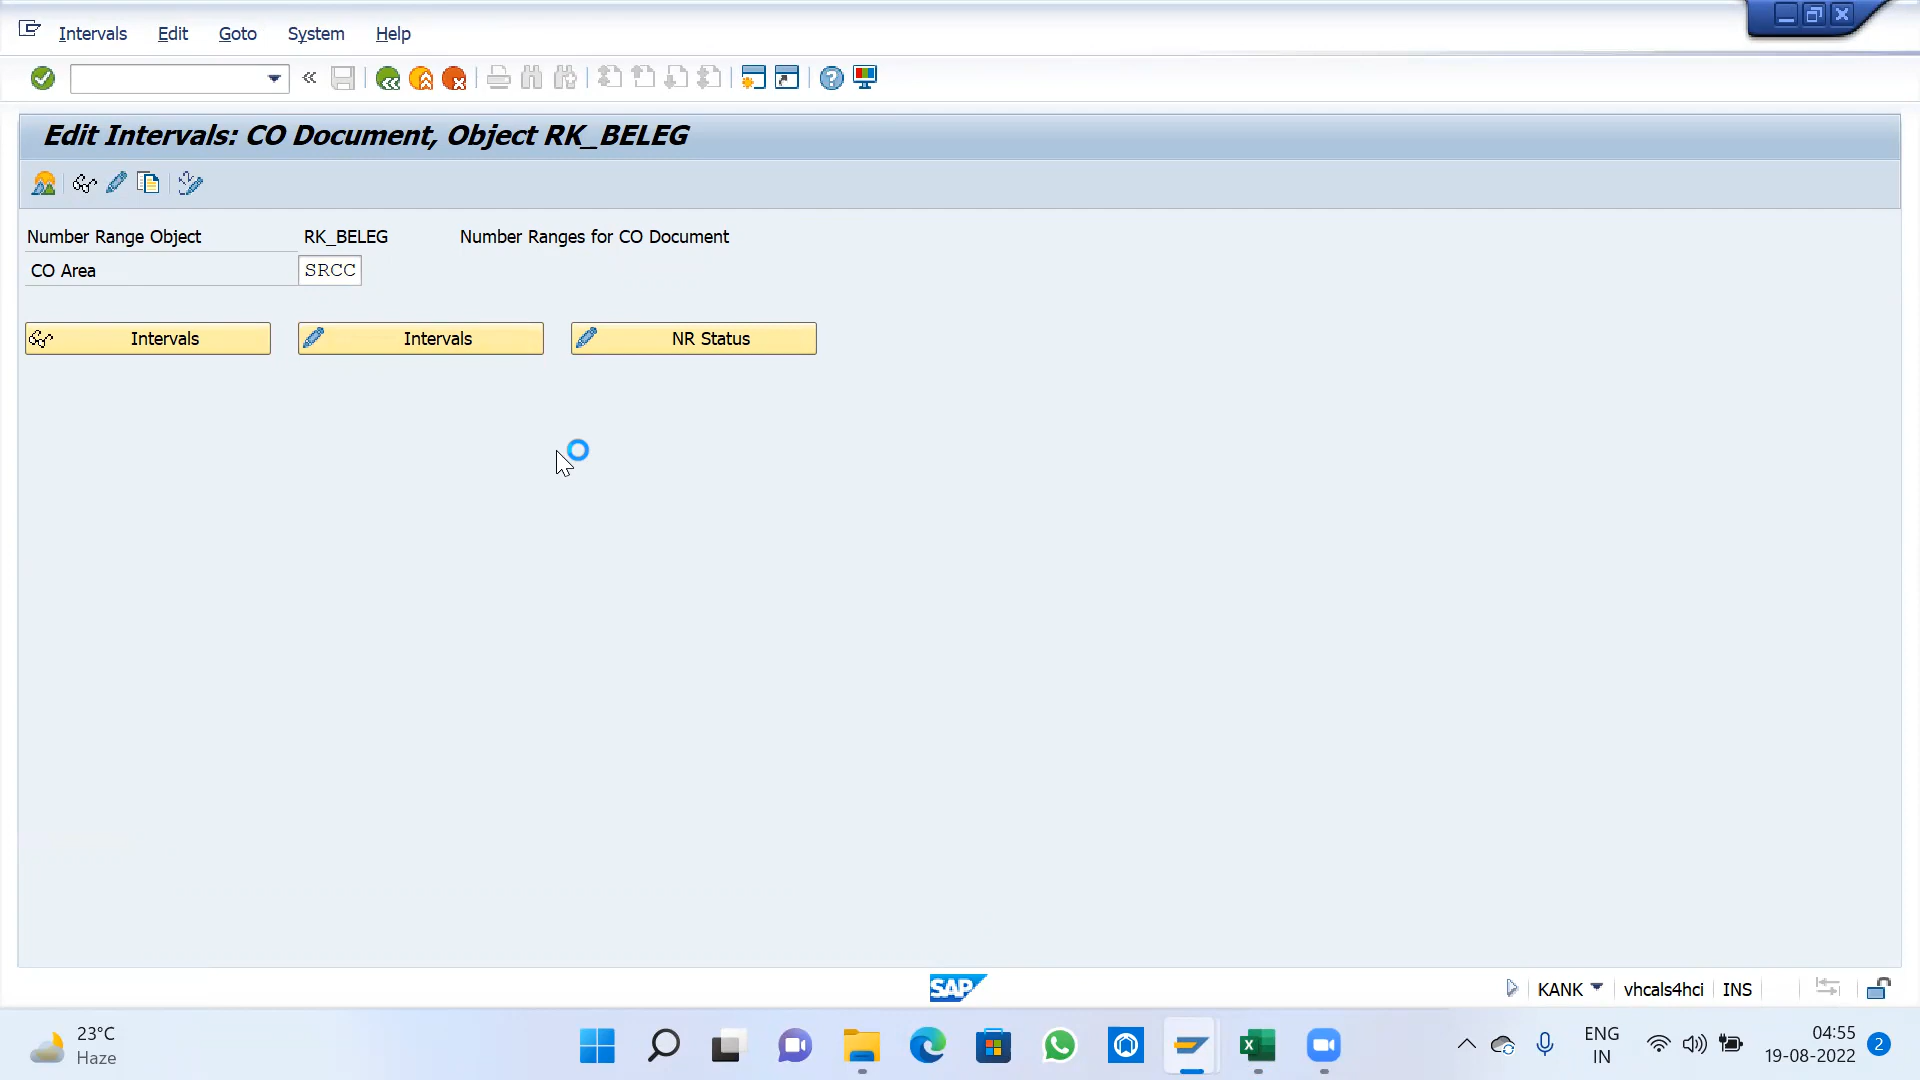 Intervals Edit Goto System Help
Edit Intervals: CO Document, Object RK_BELEG
Number Range Object RK_BELEG Number Ranges for CO Document
CO Area SRCC
Intervals Intervals NR Status
SAP KANK vhcals4hci INS
23°C
Haze
ENG
IN
04:55
19-08-2022
2